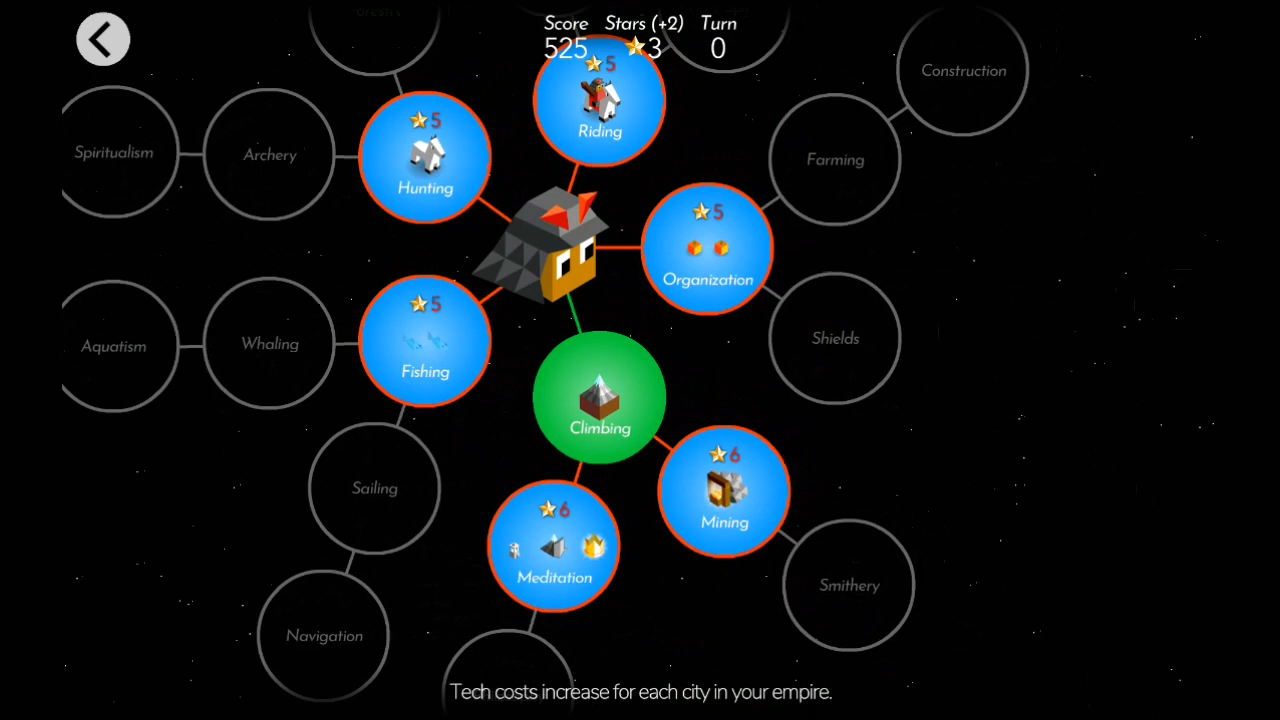 Score Stars (+2) Turn
525 3 0
5
Riding
Construction
5
Hunting
Spiritualism
Archery
Farming
5
Organization
5
Fishing
Aquatism
Whaling
Shields
Climbing
6
Mining
Sailing
6
Meditation
Smithery
Navigation
Tech costs increase for each city in your empire.